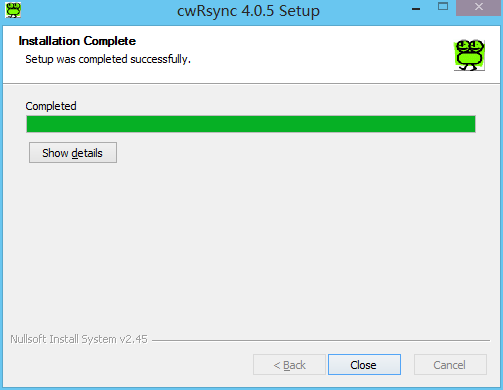 cwRsync 4.0.5 Setup
Installation Complete
Setup was completed successfully.
Completed
Show details
Nullsoft Install System v2.45
< Back
Close
Cancel